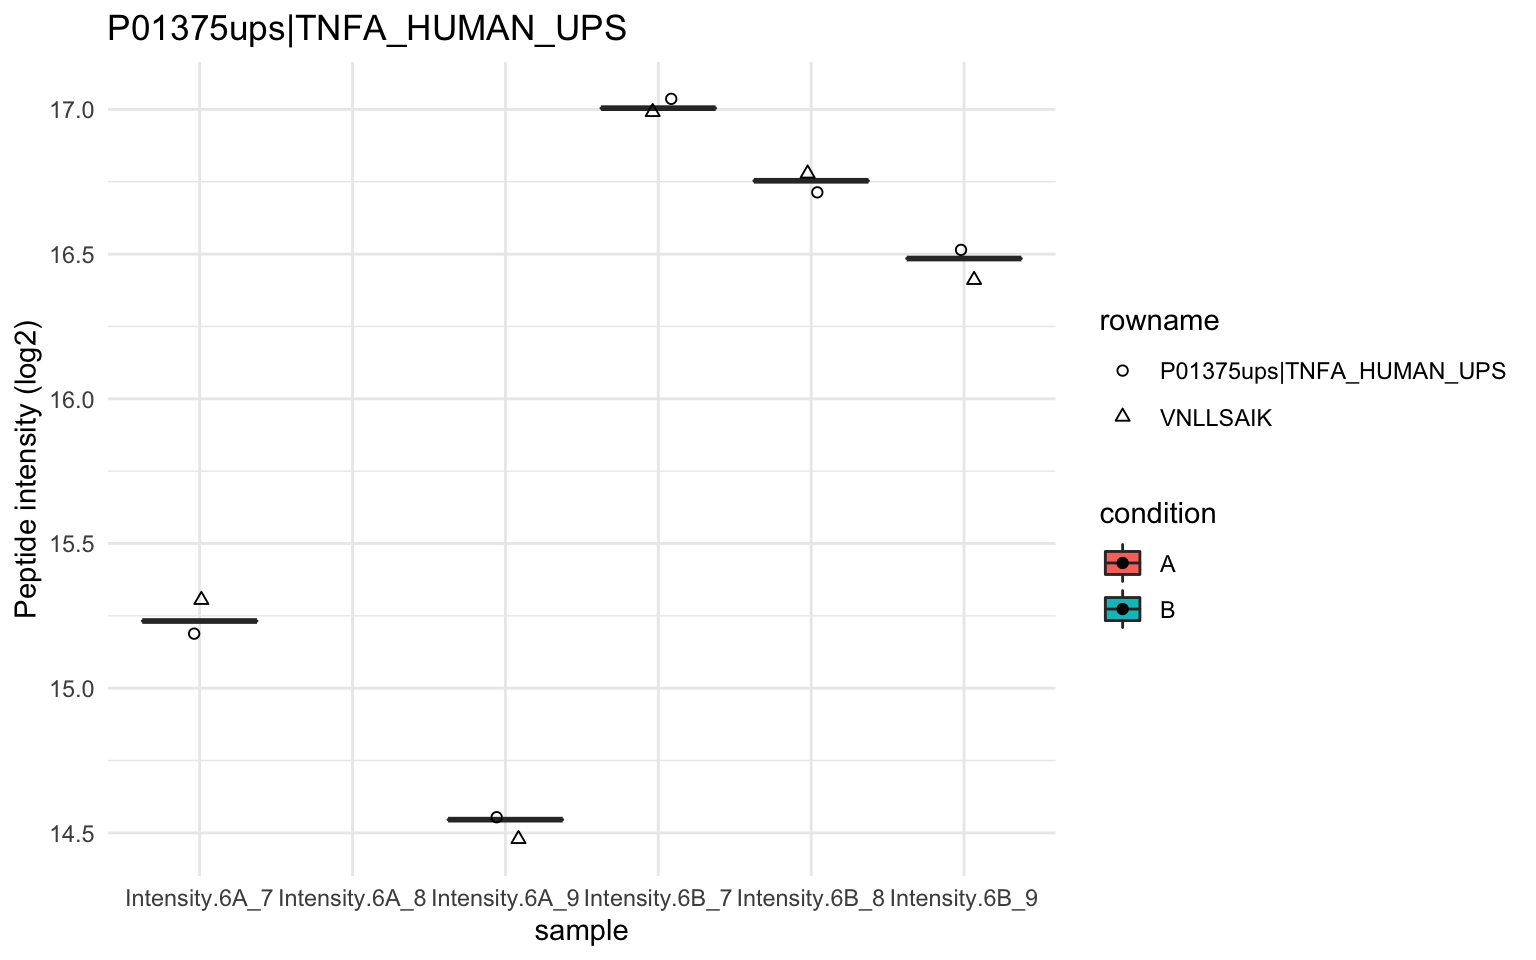 P01375ups|TNFA_HUMAN_UPS
17.0
16.5
16.0
15.5
15.0
14.5
Peptide intensity (log2)
Intensity.6A_7 Intensity.6A_8 Intensity.6A_9 Intensity.6B_7 Intensity.6B_8 Intensity.6B_9
sample
rowname
P01375ups|TNFA_HUMAN_UPS
VNLLSAIK
condition
A
B